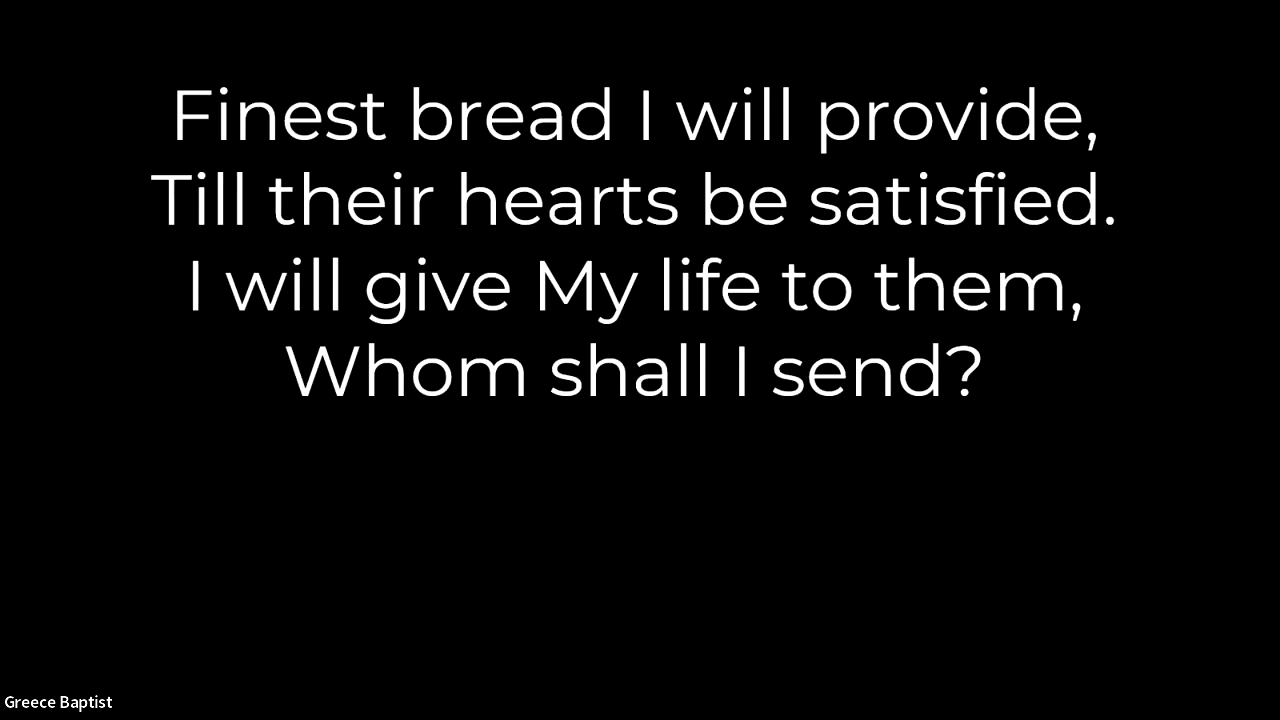 Finest bread I will provide,
Till their hearts be satisfied.
I will give My life to them,
Whom shall I send?
Greece Baptist